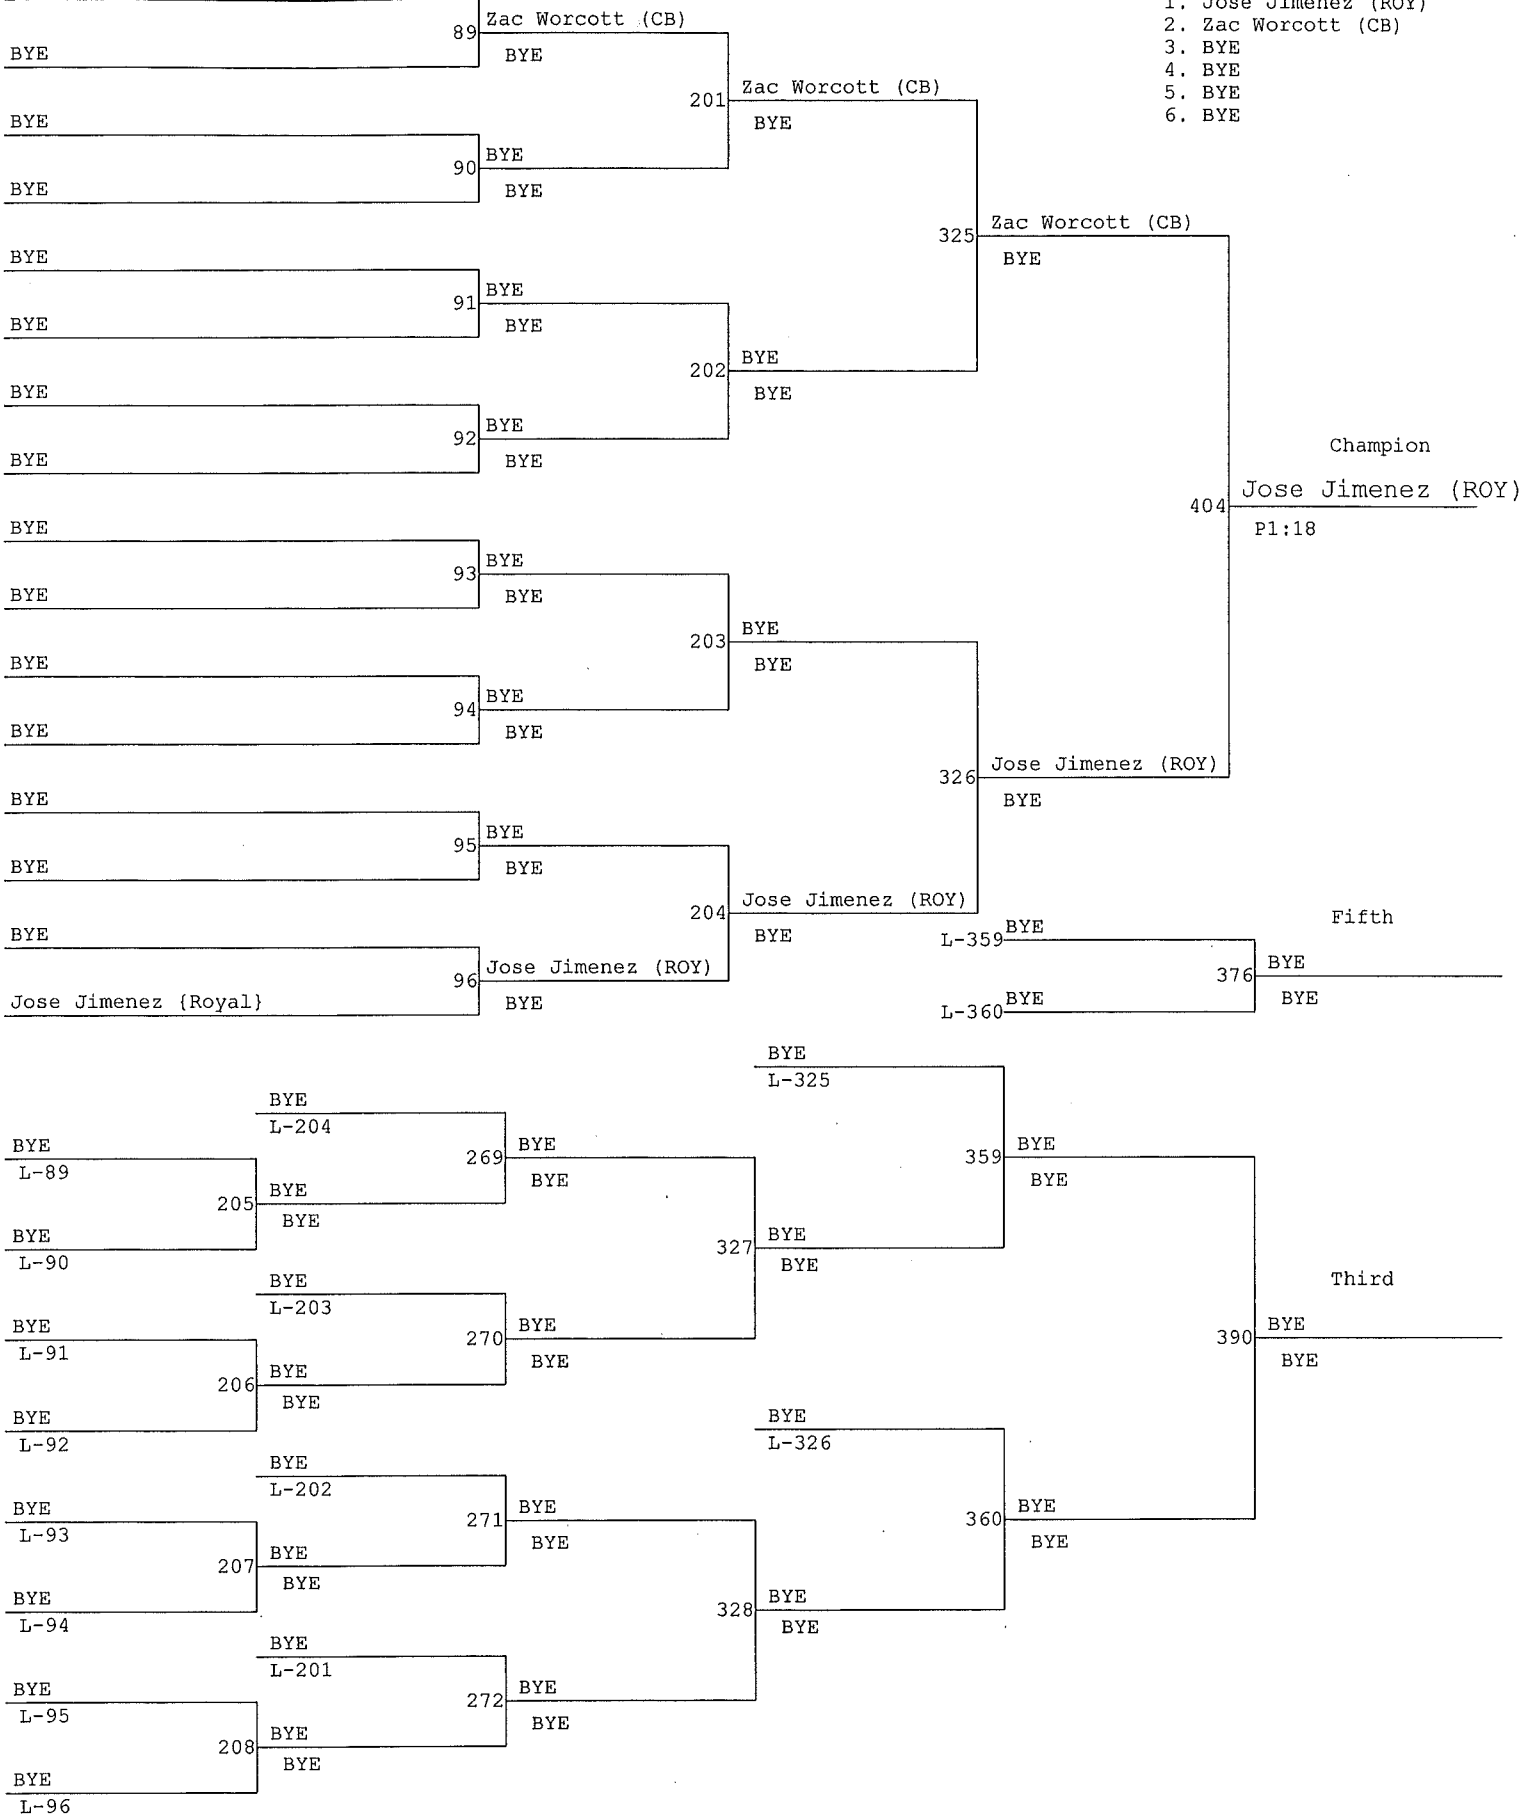 1. Jose Jimenez (ROY)
2. Zac Worcott (CB)
3. BYE
4. BYE
5. BYE
6. BYE
89 Zac Worcott (CB)
BYE
BYE
201 Zac Worcott (CB)
BYE
BYE
90 BYE
BYE
BYE
325 Zac Worcott (CB)
BYE
BYE
91 BYE
BYE
BYE
202 BYE
BYE
BYE
92 BYE
BYE
BYE
Champion
404 Jose Jimenez (ROY)
P1:18
BYE
93 BYE
BYE
BYE
203 BYE
BYE
BYE
94 BYE
BYE
BYE
326 Jose Jimenez (ROY)
BYE
BYE
95 BYE
BYE
BYE
204 Jose Jimenez (ROY)
BYE
BYE
96 Jose Jimenez (ROY)
BYE
Jose Jimenez {Royal}
Fifth
BYE
L-359
376 BYE
BYE
BYE
L-360
BYE
L-325
BYE
L-204
BYE
L-89
269 BYE
BYE
359 BYE
BYE
205 BYE
BYE
BYE
L-90
327 BYE
BYE
BYE
L-203
Third
BYE
L-91
270 BYE
BYE
390 BYE
BYE
206 BYE
BYE
BYE
L-92
BYE
L-326
BYE
L-202
BYE
L-93
271 BYE
BYE
360 BYE
BYE
207 BYE
BYE
BYE
L-94
328 BYE
BYE
BYE
L-201
BYE
L-95
272 BYE
BYE
208 BYE
BYE
BYE
L-96